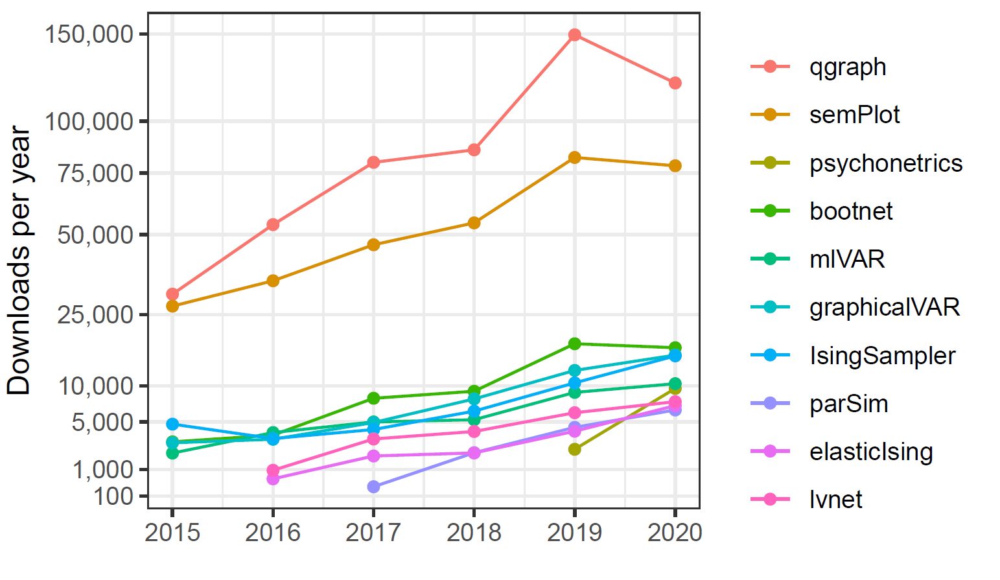 Downloads per year
150,000
100,000
75,000
50,000
25,000
10,000
5,000
1,000
100
2015 2016 2017 2018 2019 2020
qgraph
semPlot
psychonetrics
bootnet
mlVAR
graphicalVAR
IsingSampler
parSim
elasticIsing
lvnet